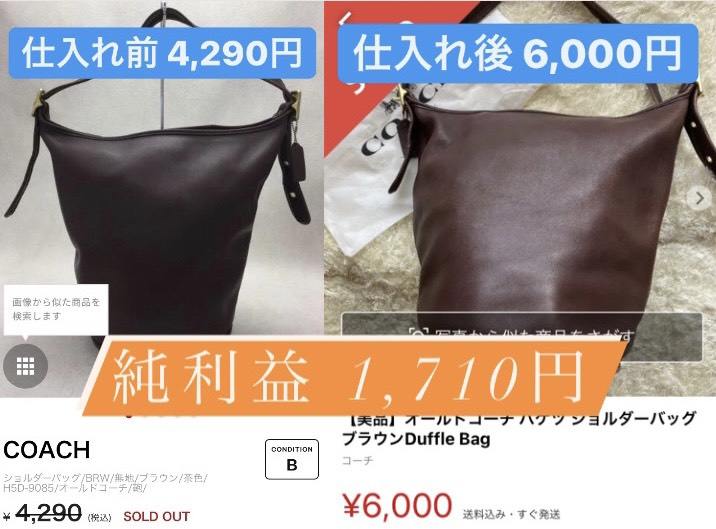 仕入れ前 4,290円
仕入れ後 6,000円
画像から似た商品を
検索します
写真から似た商品をさがす
純利益 1,710円
COACH
CONDITION
B
ショルダーバッグ/BRW/無地/ブラウン/茶色/
H5D-9085/オールドコーチ/鞄/
¥ 4,290 (税込) SOLD OUT
【美品】オールドコーチ バケツ ショルダーバッグ
ブラウンDuffle Bag
コーチ
¥6,000 送料込み・すぐ発送